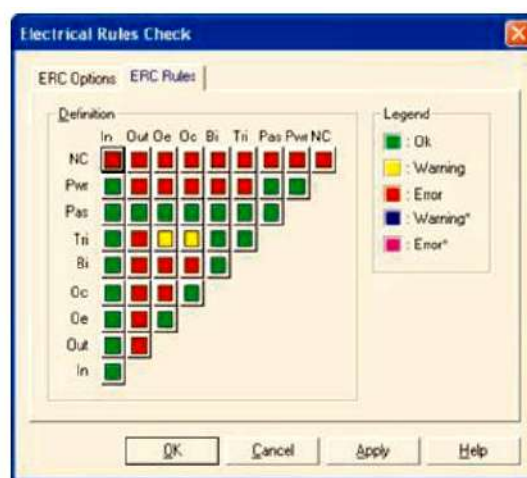 Electrical Rules Check
ERC Options ERC Rules
Definition
In Out Oe Oc Bi Tri Pas Pwr NC
NC
Pwr
Pas
Tri
Bi
Oc
Oe
Out
In
Legend
: Ok
: Warning
: Error
: Warning*
: Error*
OK Cancel Apply Help